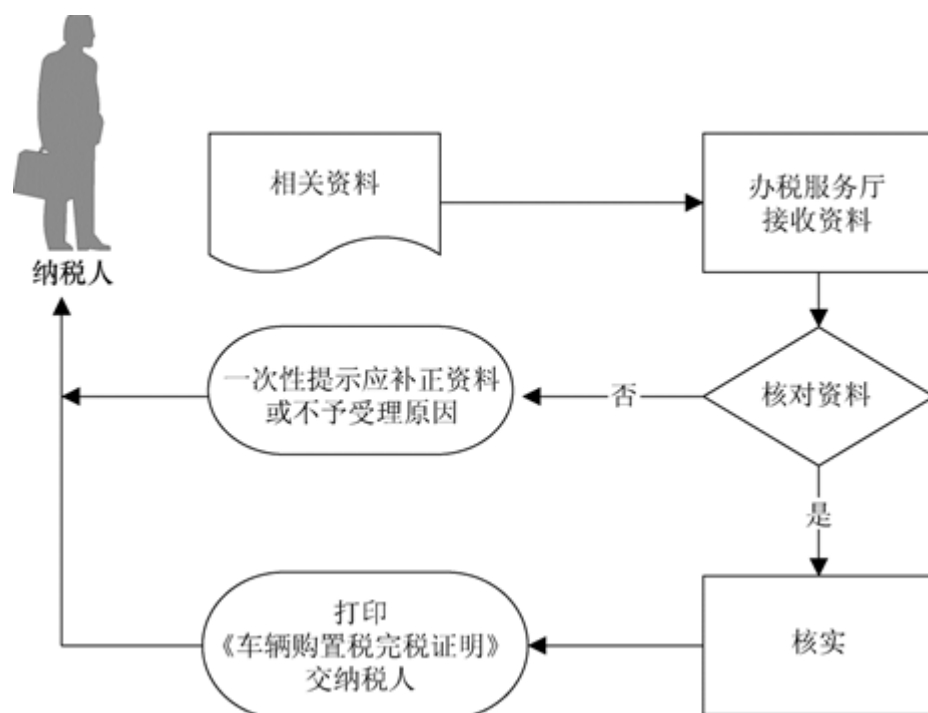 相关资料
办税服务厅
接收资料
纳税人
一次性提示应补正资料
或不予受理原因
否
核对资料
是
打印
《车辆购置税完税证明》
交纳税人
核实